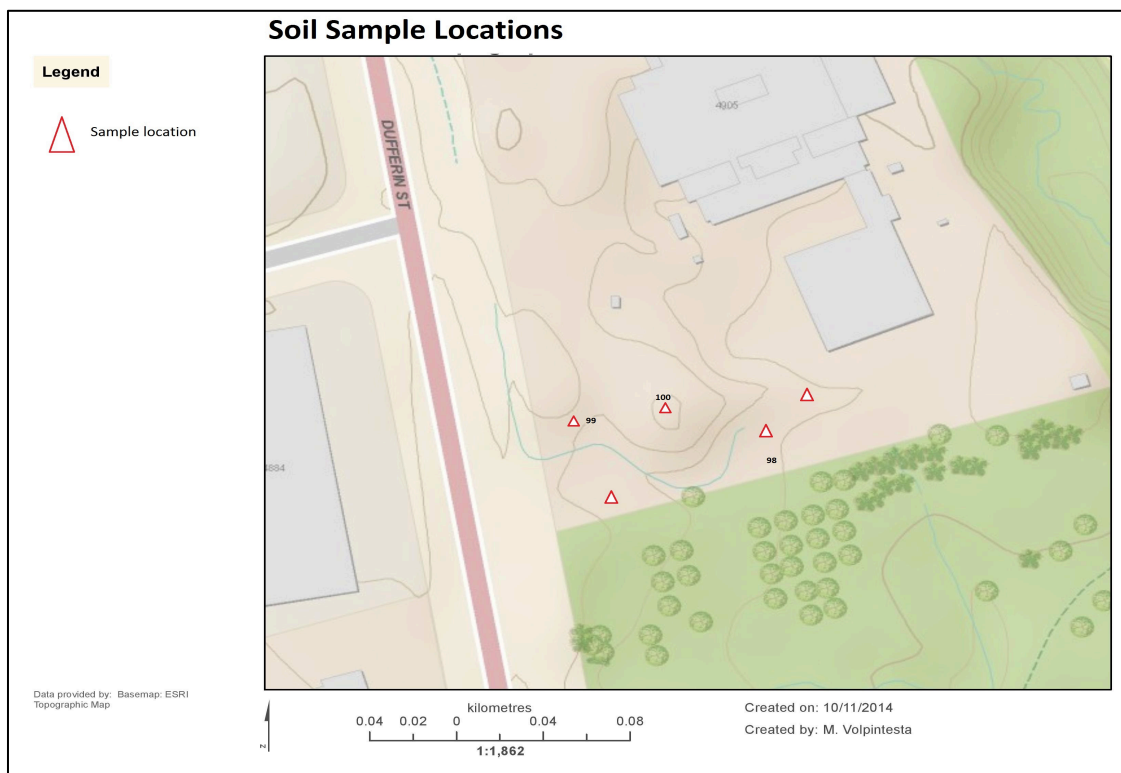 Soil Sample Locations
Legend
Sample location
4905
DUFFERIN ST
100
99
98
4884
Data provided by: Basemap: ESRI
Topographic Map
N
kilometres
0.04 0.02 0 0.04 0.08
1:1,862
Created on: 10/11/2014
Created by: M. Volpintesta